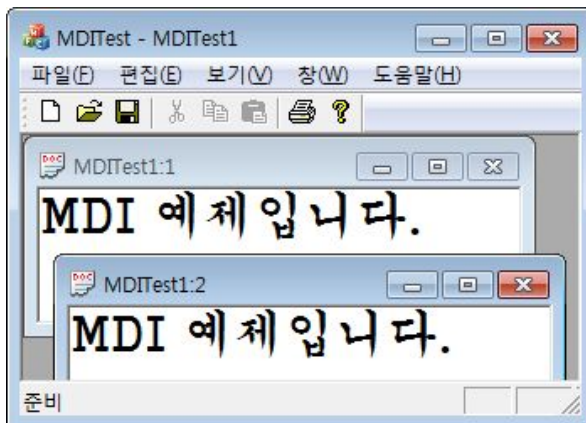 MDITest - MDITest1
파일(F) 편집(E) 보기(V) 창(W) 도움말(H)
MDITest1:1
MDI 예제입니다.
MDITest1:2
MDI 예제입니다.
준비